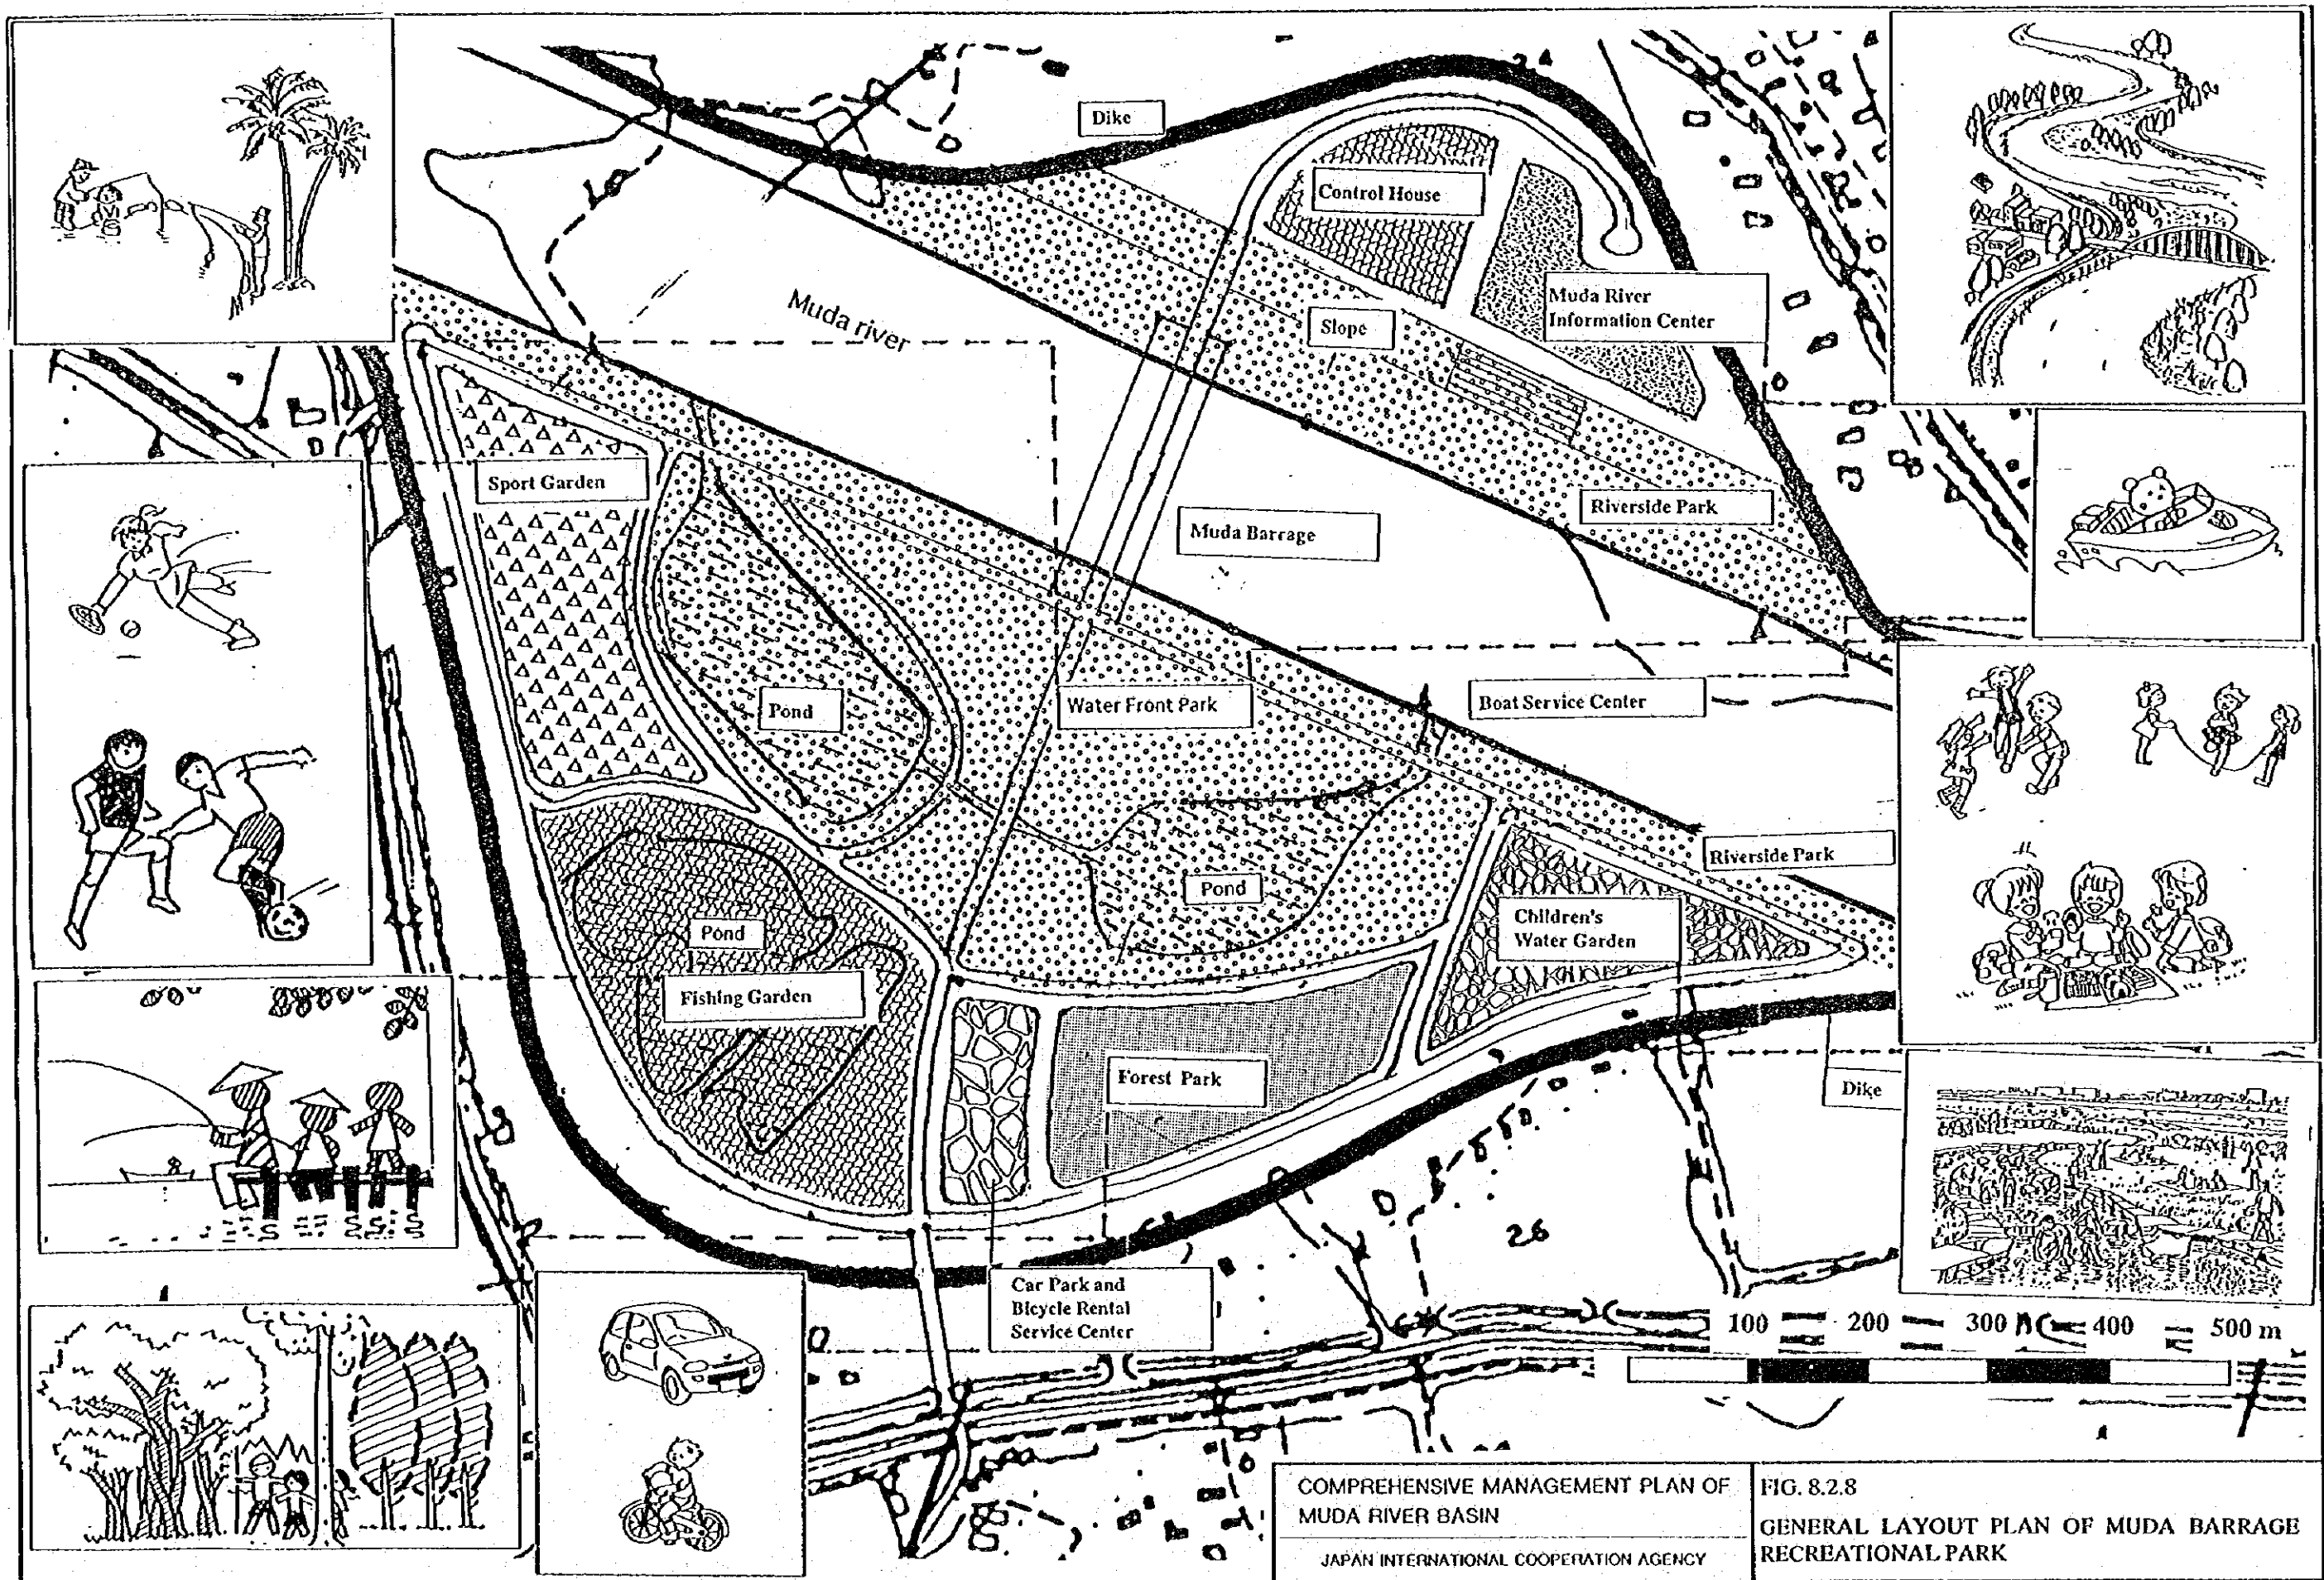 24
Dike
Control House
Muda River
Information Center
Muda river
Slope
Sport Garden
Riverside Park
Muda Barrage
Pond
Water Front Park
Boat Service Center
Riverside Park
Pond
Children's
Water Garden
Pond
Fishing Garden
Forest Park
Dike
26
Car Park and
Bicycle Rental
Service Center
100 200 300 400 500 m
COMPREHENSIVE MANAGEMENT PLAN OF
MUDA RIVER BASIN
JAPAN INTERNATIONAL COOPERATION AGENCY
FIG. 8.2.8
GENERAL LAYOUT PLAN OF MUDA BARRAGE
RECREATIONAL PARK